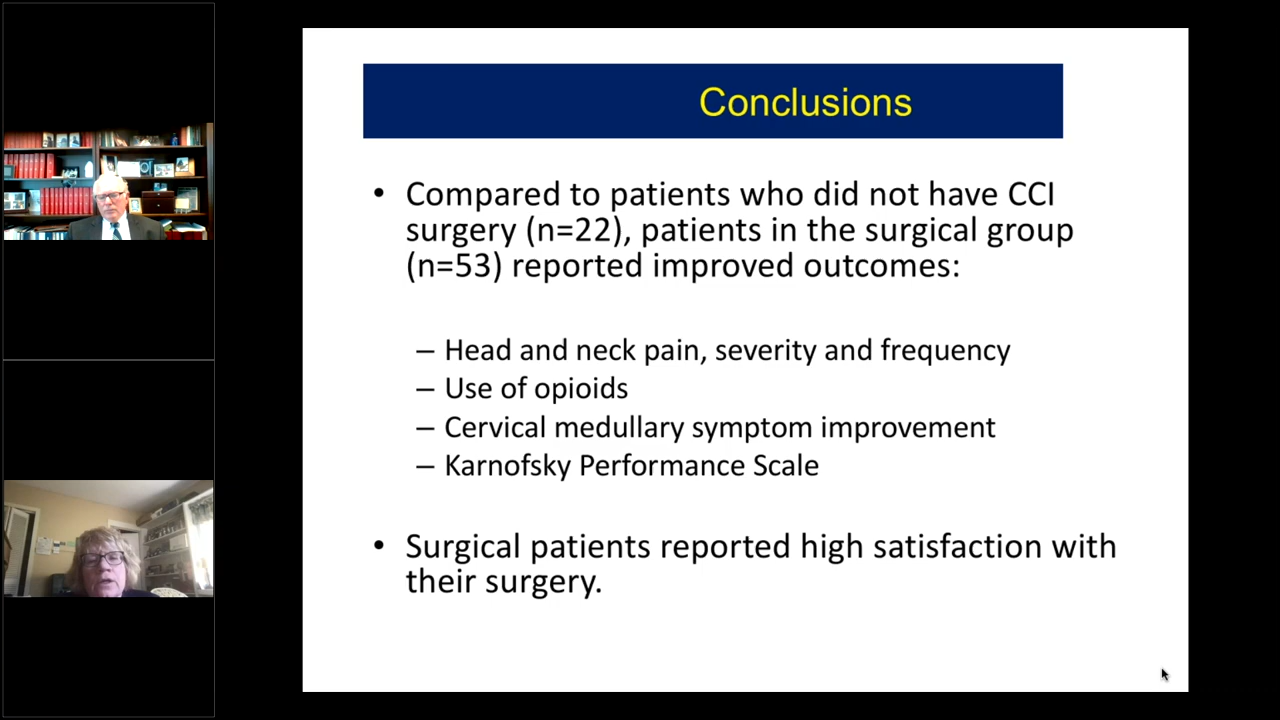 Conclusions
• Compared to patients who did not have CCI
surgery (n=22), patients in the surgical group
(n=53) reported improved outcomes:
– Head and neck pain, severity and frequency
– Use of opioids
– Cervical medullary symptom improvement
– Karnofsky Performance Scale
• Surgical patients reported high satisfaction with
their surgery.